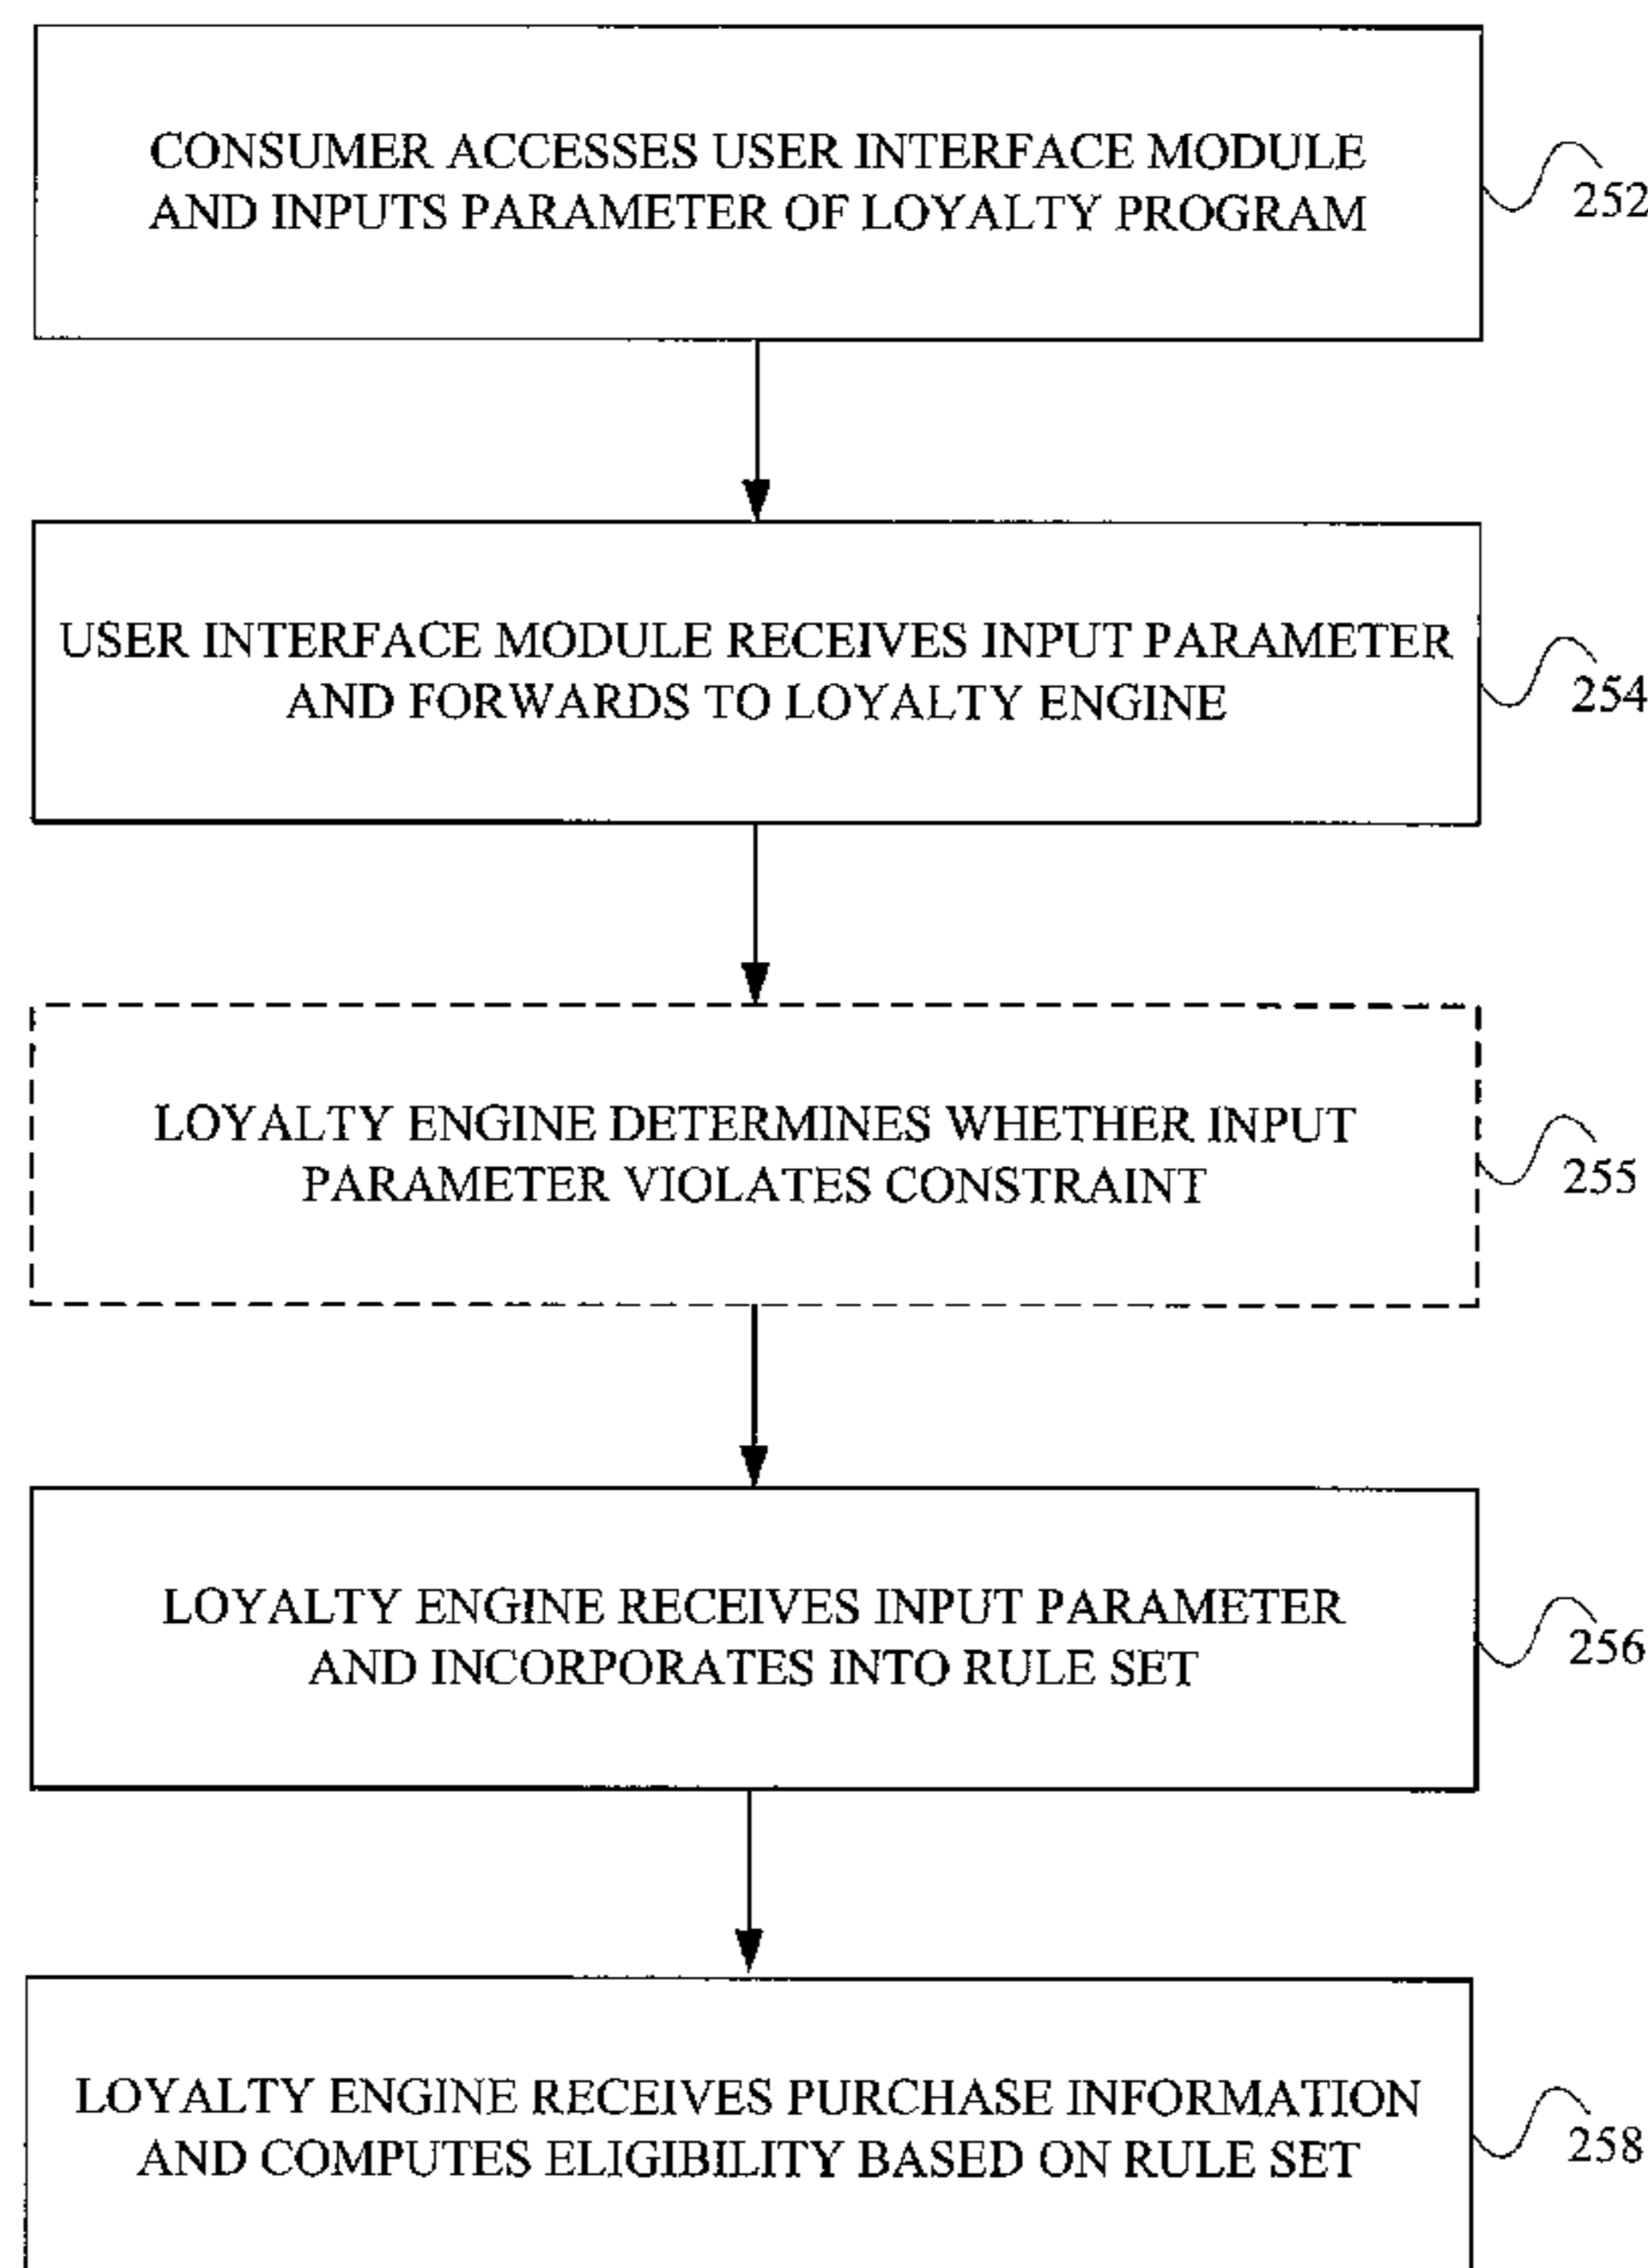 CONSUMER ACCESSES USER INTERFACE MODULE
AND INPUTS PARAMETER OF LOYALTY PROGRAM
252
USER INTERFACE MODULE RECEIVES INPUT PARAMETER
AND FORWARDS TO LOYALTY ENGINE
254
LOYALTY ENGINE DETERMINES WHETHER INPUT
PARAMETER VIOLATES CONSTRAINT
255
LOYALTY ENGINE RECEIVES INPUT PARAMETER
AND INCORPORATES INTO RULE SET
256
LOYALTY ENGINE RECEIVES PURCHASE INFORMATION
AND COMPUTES ELIGIBILITY BASED ON RULE SET
258